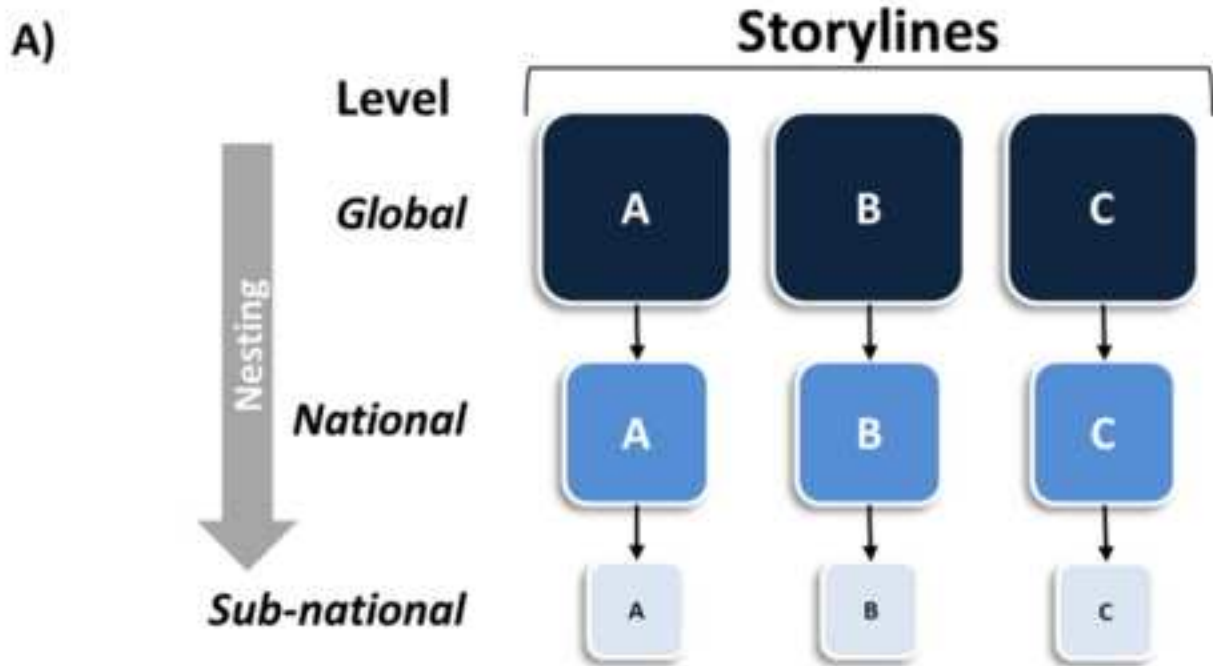 A)
Storylines
Level
Global
A
B
C
Nesting
National
A
B
C
Sub-national
A
B
C